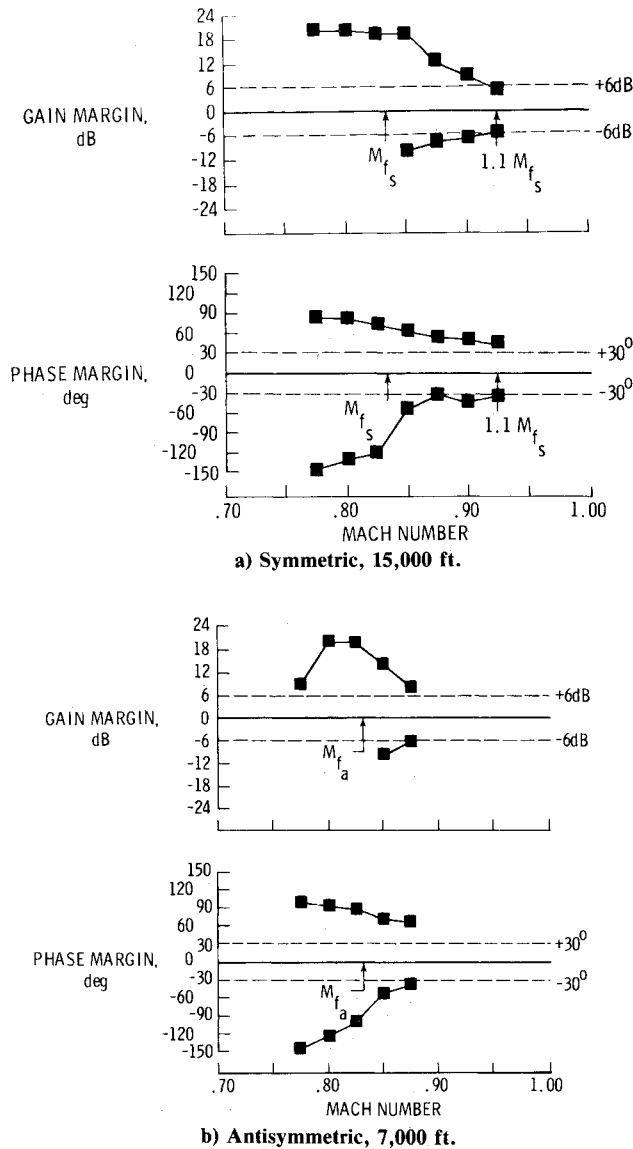 24
18
12
6
0
-6
-12
-18
-24
GAIN MARGIN,
dB
+6dB
-6dB
M_fs
1.1 M_fs
150
120
90
60
30
0
-30
-60
-90
-120
-150
PHASE MARGIN,
deg
+30°
-30°
M_fs
1.1 M_fs
.70 .80 .90 1.00
MACH NUMBER
a) Symmetric, 15,000 ft.
24
18
12
6
0
-6
-12
-18
-24
GAIN MARGIN,
dB
+6dB
-6dB
M_fa
150
120
90
60
30
0
-30
-60
-90
-120
-150
PHASE MARGIN,
deg
+30°
-30°
M_fa
.70 .80 .90 1.00
MACH NUMBER
b) Antisymmetric, 7,000 ft.